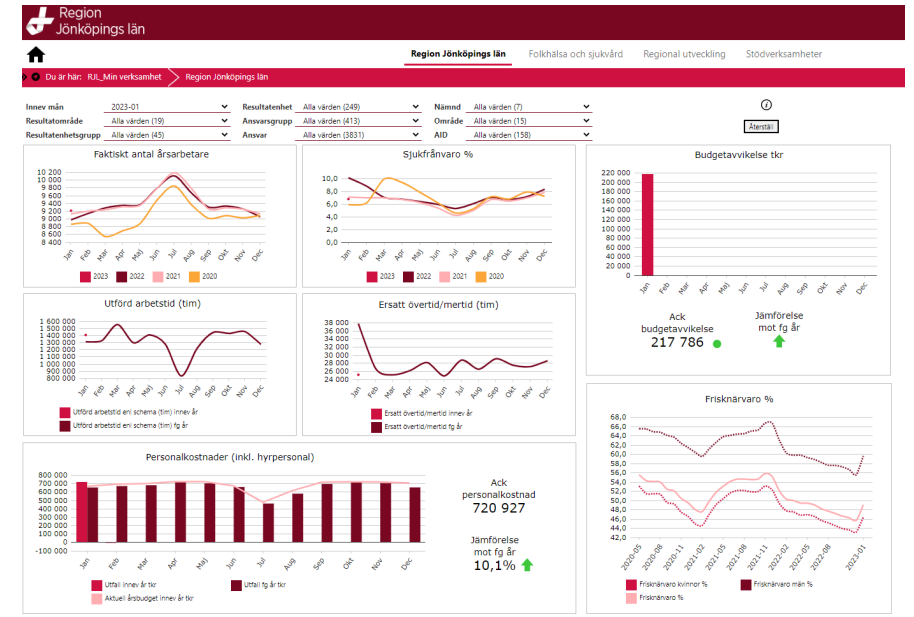 Region
Jönköpings län
Region Jönköpings län Folkhälsa och sjukvård Regional utveckling Stödverksamheter
Du är här: RJL_Min verksamhet Region Jönköpings län
Innev mån 2023-01 Resultatenhet Alla värden (249) Nämnd Alla värden (7)
Resultatområde Alla värden (19) Ansvarsgrupp Alla värden (413) Område Alla värden (15)
Resultatenhetsgrupp Alla värden (45) Ansvar Alla värden (3831) AID Alla värden (158)
i
Återställ
Faktiskt antal årsarbetare
10 200
10 000
9 800
9 600
9 400
9 200
9 000
8 800
8 600
8 400
Jan Feb Mar Apr Maj Jun Jul Aug Sep Okt Nov Dec
2023 2022 2021 2020
Sjukfrånvaro %
10,0
8,0
6,0
4,0
2,0
0,0
Jan Feb Mar Apr Maj Jun Jul Aug Sep Okt Nov Dec
2023 2022 2021 2020
Budgetavvikelse tkr
220 000
200 000
180 000
160 000
140 000
120 000
100 000
80 000
60 000
40 000
20 000
0
Jan Feb Mar Apr Maj Jun Jul Aug Sep Okt Nov Dec
Ack
budgetavvikelse
217 786
Jämförelse
mot fg år
Utförd arbetstid (tim)
1 600 000
1 500 000
1 400 000
1 300 000
1 200 000
1 100 000
1 000 000
900 000
800 000
Jan Feb Mar Apr Maj Jun Jul Aug Sep Okt Nov Dec
Utförd arbetstid enl schema (tim) innev år
Utförd arbetstid enl schema (tim) fg år
Ersatt övertid/mertid (tim)
38 000
36 000
34 000
32 000
30 000
28 000
26 000
24 000
Jan Feb Mar Apr Maj Jun Jul Aug Sep Okt Nov Dec
Ersatt övertid/mertid innev år
Ersatt övertid/mertid fg år
Frisknärvaro %
68,0
66,0
64,0
62,0
60,0
58,0
56,0
54,0
52,0
50,0
48,0
46,0
44,0
42,0
2020-05 2020-08 2020-11 2021-02 2021-05 2021-08 2021-11 2022-02 2022-05 2022-08 2023-01
Frisknärvaro kvinnor % Frisknärvaro män %
Frisknärvaro %
Personalkostnader (inkl. hyrpersonal)
800 000
700 000
600 000
500 000
400 000
300 000
200 000
100 000
0
-100 000
Jan Feb Mar Apr Maj Jun Jul Aug Sep Okt Nov Dec
Utfall innev år tkr Utfall fg år tkr
Aktuell årsbudget innev år tkr
Ack
personalkostnad
720 927
Jämförelse
mot fg år
10,1%